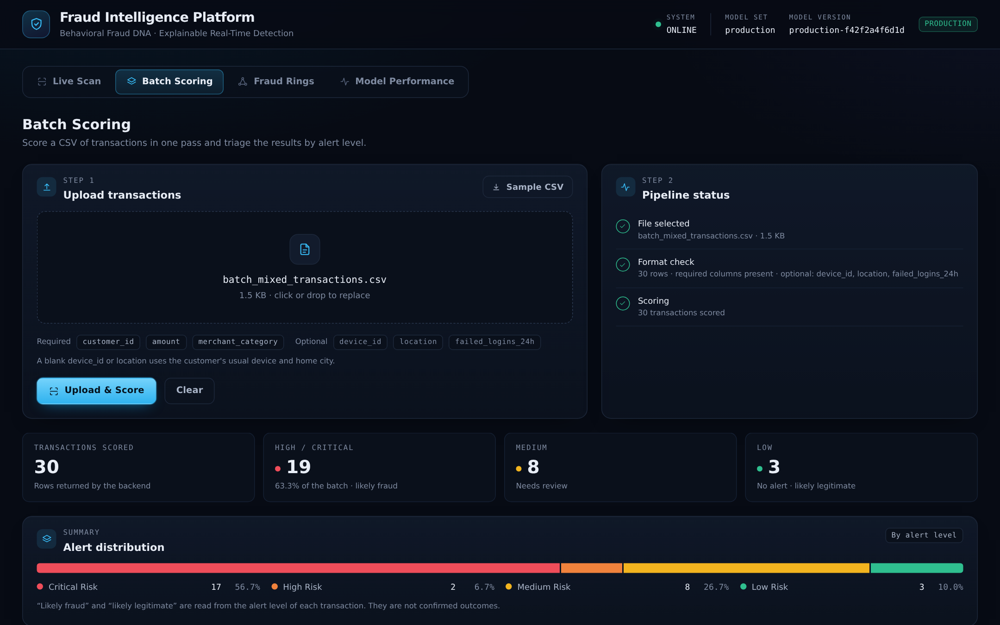 Fraud Intelligence Platform
Behavioral Fraud DNA · Explainable Real-Time Detection
SYSTEM
ONLINE
MODEL SET
production
MODEL VERSION
production-f42f2a4f6d1d
PRODUCTION
Live Scan
Batch Scoring
Fraud Rings
Model Performance
Batch Scoring
Score a CSV of transactions in one pass and triage the results by alert level.
STEP 1
Upload transactions
Sample CSV
batch_mixed_transactions.csv
1.5 KB · click or drop to replace
Required customer_id amount merchant_category Optional device_id location failed_logins_24h
A blank device_id or location uses the customer's usual device and home city.
Upload & Score
Clear
STEP 2
Pipeline status
File selected
batch_mixed_transactions.csv · 1.5 KB
Format check
30 rows · required columns present · optional: device_id, location, failed_logins_24h
Scoring
30 transactions scored
TRANSACTIONS SCORED
30
Rows returned by the backend
HIGH / CRITICAL
19
63.3% of the batch · likely fraud
MEDIUM
8
Needs review
LOW
3
No alert · likely legitimate
SUMMARY
Alert distribution
By alert level
Critical Risk 17 56.7%
High Risk 2 6.7%
Medium Risk 8 26.7%
Low Risk 3 10.0%
“Likely fraud” and “likely legitimate” are read from the alert level of each transaction. They are not confirmed outcomes.